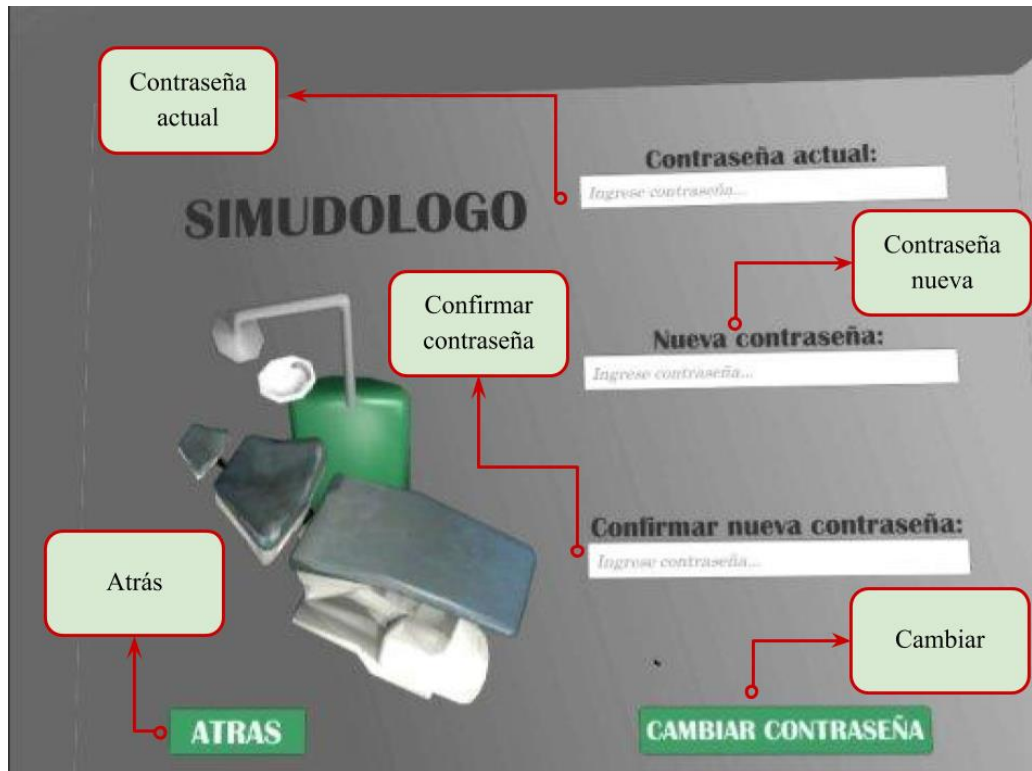 Contraseña
actual
Contraseña actual:
Ingrese contraseña...
SIMUDOLOGO
Contraseña
nueva
Confirmar
contraseña
Nueva contraseña:
Ingrese contraseña...
Confirmar nueva contraseña:
Ingrese contraseña...
Atrás
Cambiar
ATRAS
CAMBIAR CONTRASEÑA